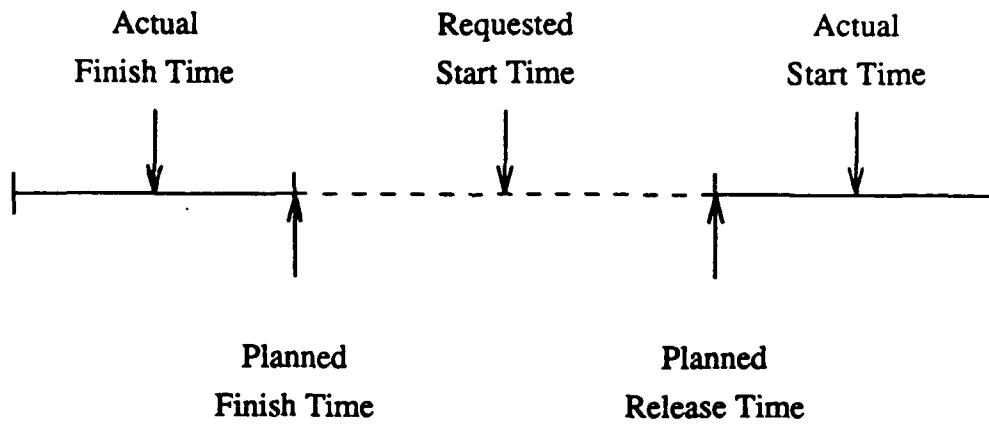 Actual
Finish Time
Requested
Start Time
Actual
Start Time
Planned
Finish Time
Planned
Release Time